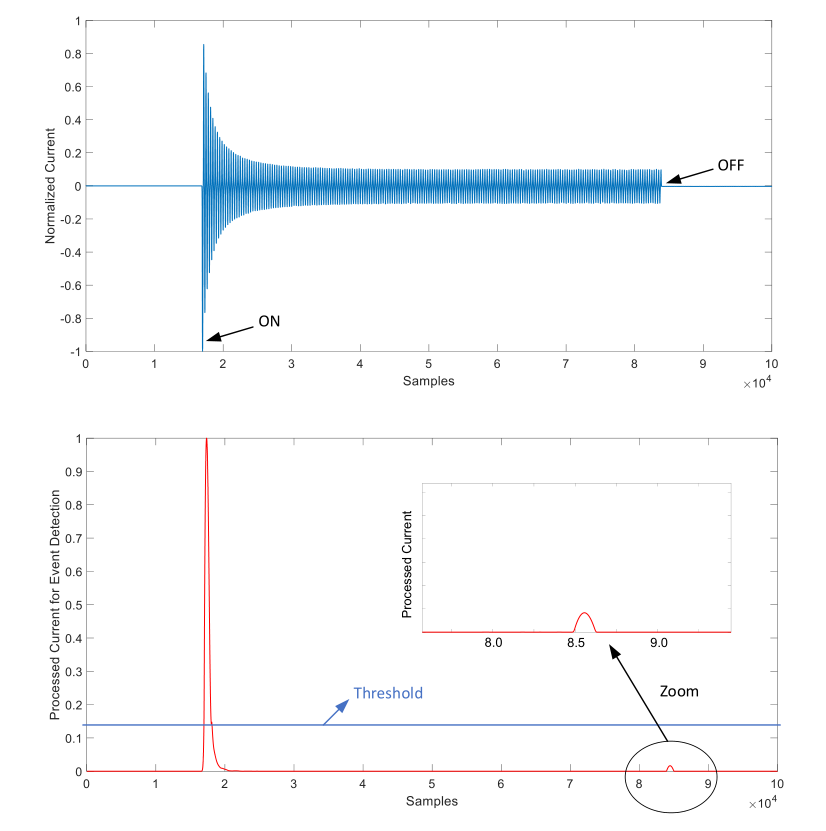 1
0.8
0.6
0.4
0.2
0
-0.2
-0.4
-0.6
-0.8
-1
Normalized Current
OFF
ON
0 1 2 3 4 5 6 7 8 9 10
Samples
×10⁴
1
0.9
0.8
0.7
0.6
0.5
0.4
0.3
0.2
0.1
0
Processed Current for Event Detection
Processed Current
8.0 8.5 9.0
Zoom
Threshold
0 1 2 3 4 5 6 7 8 9 10
Samples
×10⁴